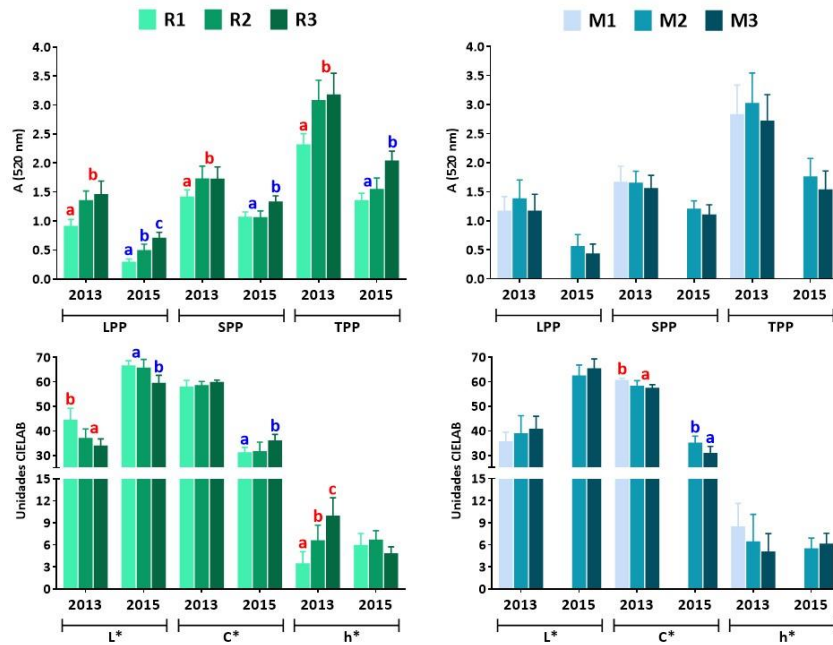 R1 R2 R3
M1 M2 M3
A (520 nm)
4.0
3.5
3.0
2.5
2.0
1.5
1.0
0.5
0.0
a b a b c a b a b a b a b
2013 2015 2013 2015 2013 2015
LPP SPP TPP
A (520 nm)
4.0
3.5
3.0
2.5
2.0
1.5
1.0
0.5
0.0
2013 2015 2013 2015 2013 2015
LPP SPP TPP
Unidades CIELAB
70
60
50
40
30
15
12
9
6
3
0
b a a b a b a b c
2013 2015 2013 2015 2013 2015
L* C* h*
Unidades CIELAB
70
60
50
40
30
15
12
9
6
3
0
b a b a
2013 2015 2013 2015 2013 2015
L* C* h*